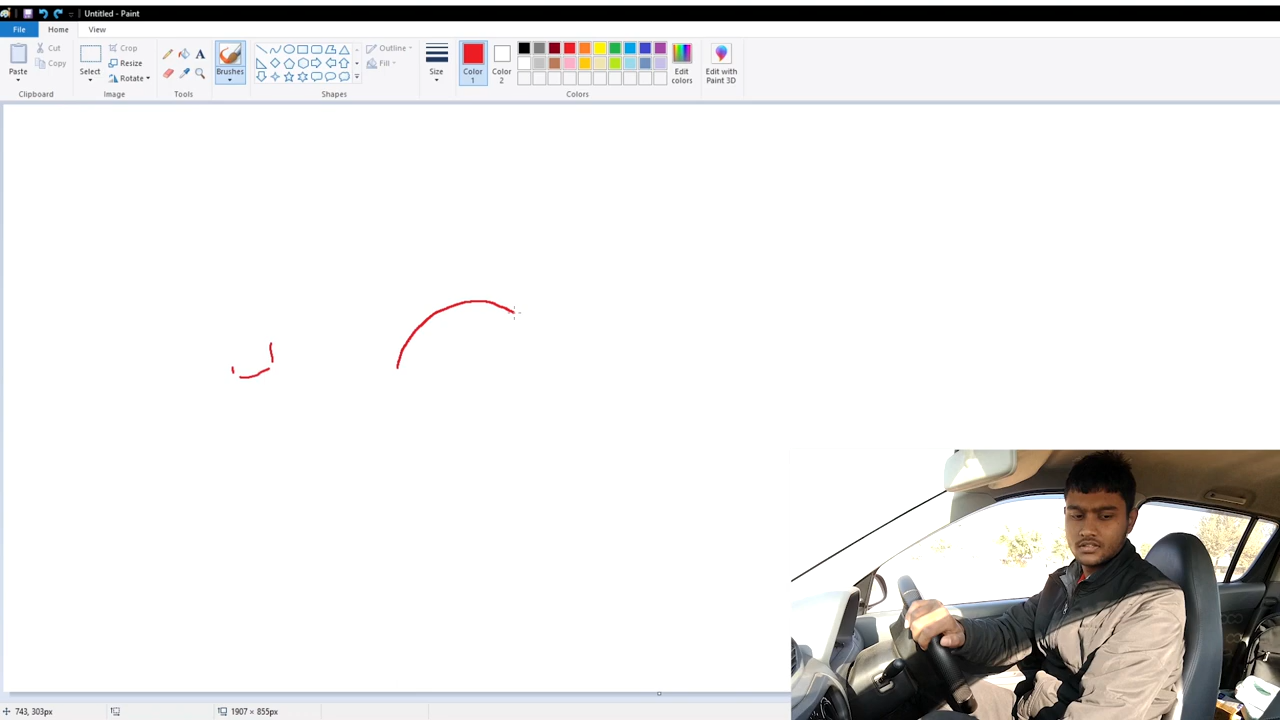 Untitled - Paint
File Home View
Paste
Cut
Copy
Clipboard
Select
Crop
Resize
Rotate
Image
Tools
Brushes
Shapes
Outline
Fill
Size
Color 1
Color 2
Edit colors
Colors
Edit with Paint 3D
743, 303px
1907 × 855px